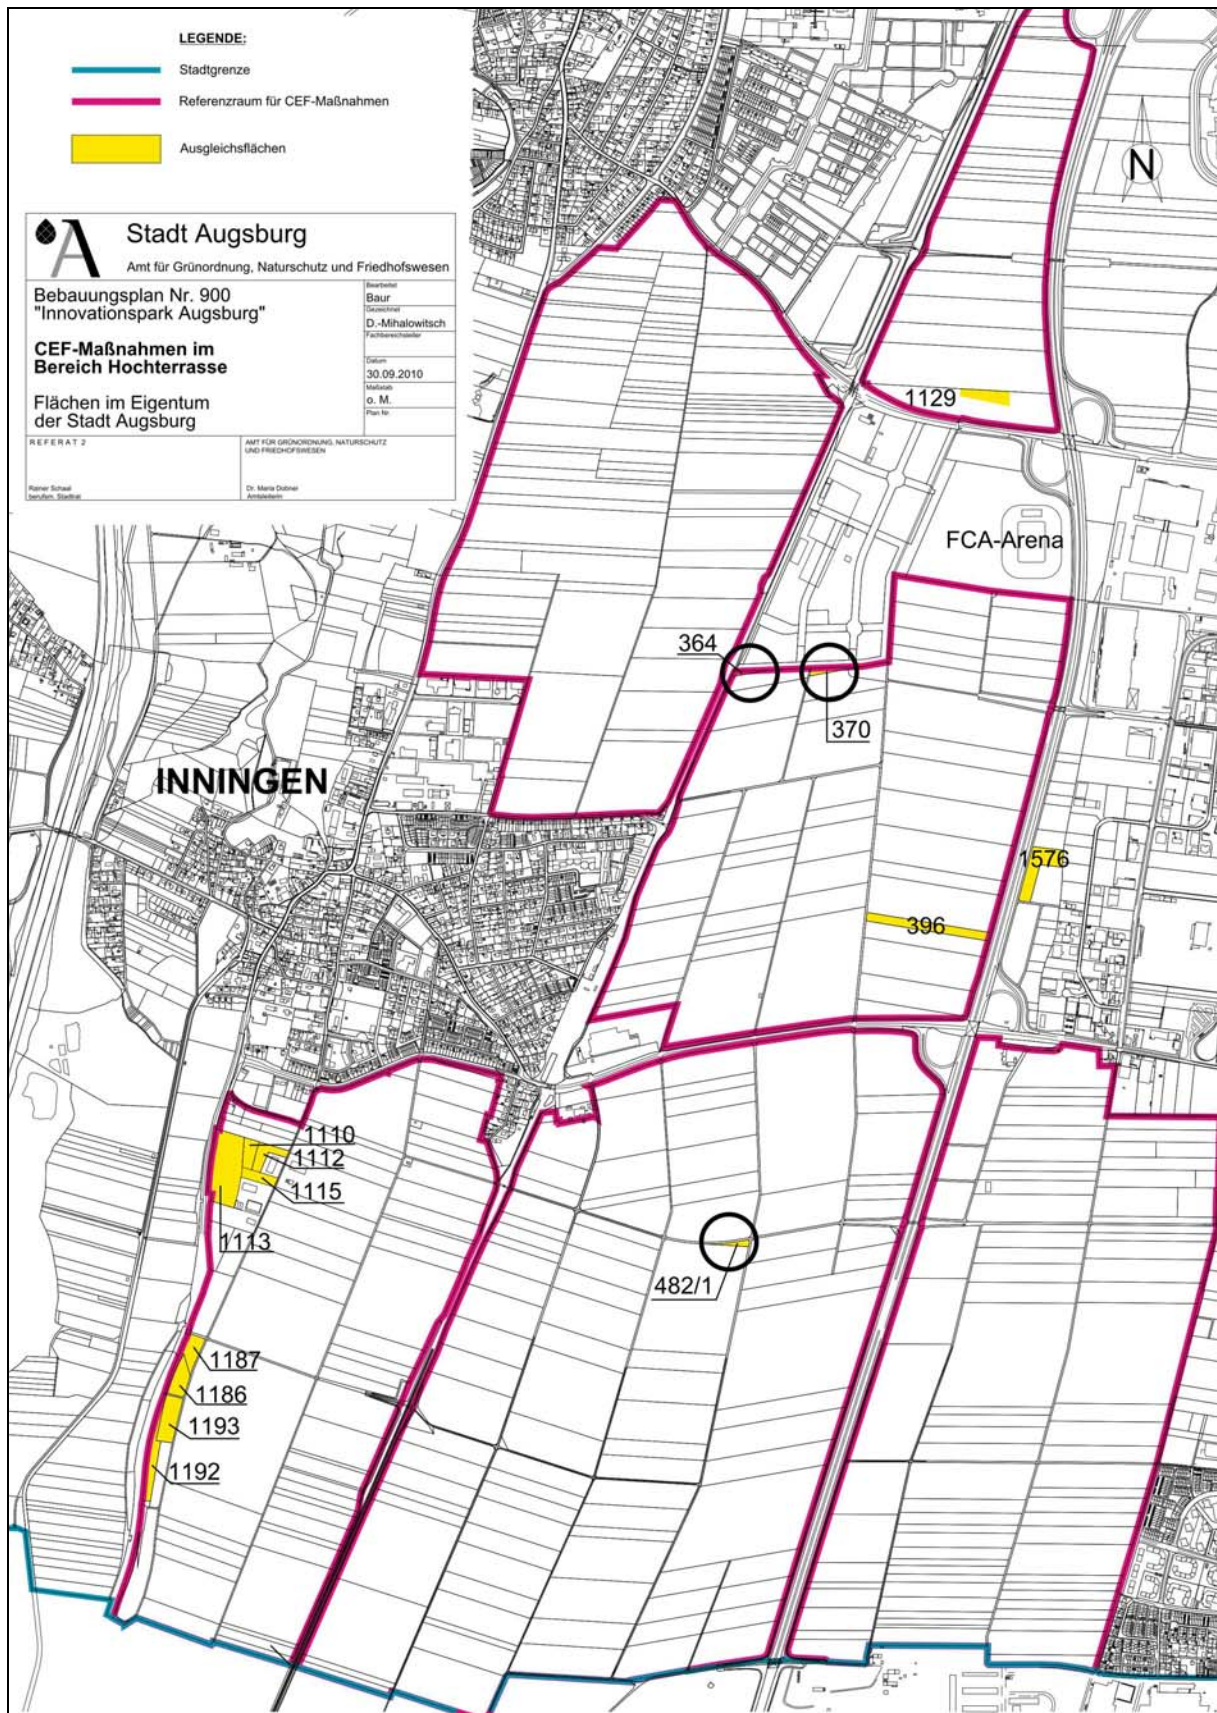 LEGENDE:
Stadtgrenze
Referenzraum für CEF-Maßnahmen
Ausgleichsflächen
N
A
Stadt Augsburg
Amt für Grünordnung, Naturschutz und Friedhofswesen
Bebauungsplan Nr. 900
"Innovationspark Augsburg"
CEF-Maßnahmen im
Bereich Hochterrasse
Flächen im Eigentum
der Stadt Augsburg
Bearbeitet
Baur
Gezeichnet
D.-Mihalowitsch
Fachbereichsleiter
Datum
30.09.2010
Maßstab
o. M.
Plan Nr.
REFERAT 2
Rainer Schaal
berufsm. Stadtrat
AMT FÜR GRÜNORDNUNG, NATURSCHUTZ
UND FRIEDHOFSWESEN
Dr. Maria Dobner
Amtsleiterin
1129
FCA-Arena
364
370
INNINGEN
1576
396
1110
1112
1115
1113
482/1
1187
1186
1193
1192